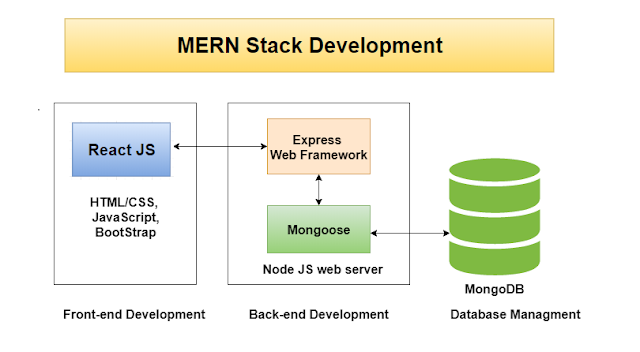 MERN Stack Development
React JS
HTML/CSS,
JavaScript,
BootStrap
Express
Web Framework
Mongoose
Node JS web server
MongoDB
Front-end Development
Back-end Development
Database Managment